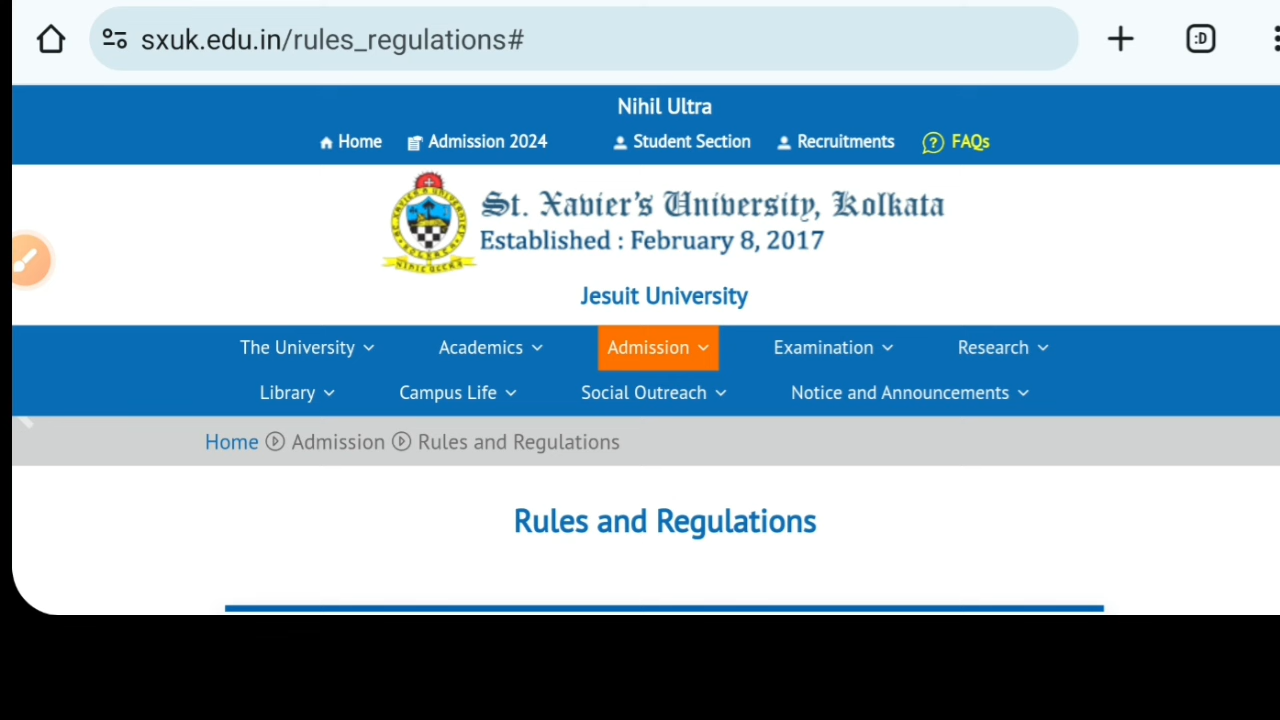 sxuk.edu.in/rules_regulations#
:D
Nihil Ultra
Home Admission 2024 Student Section Recruitments ? FAQs
St. Xavier's University, Kolkata
Established : February 8, 2017
NIHIL ULTRA
Jesuit University
The University Academics Admission Examination Research
Library Campus Life Social Outreach Notice and Announcements
Home Admission Rules and Regulations
Rules and Regulations